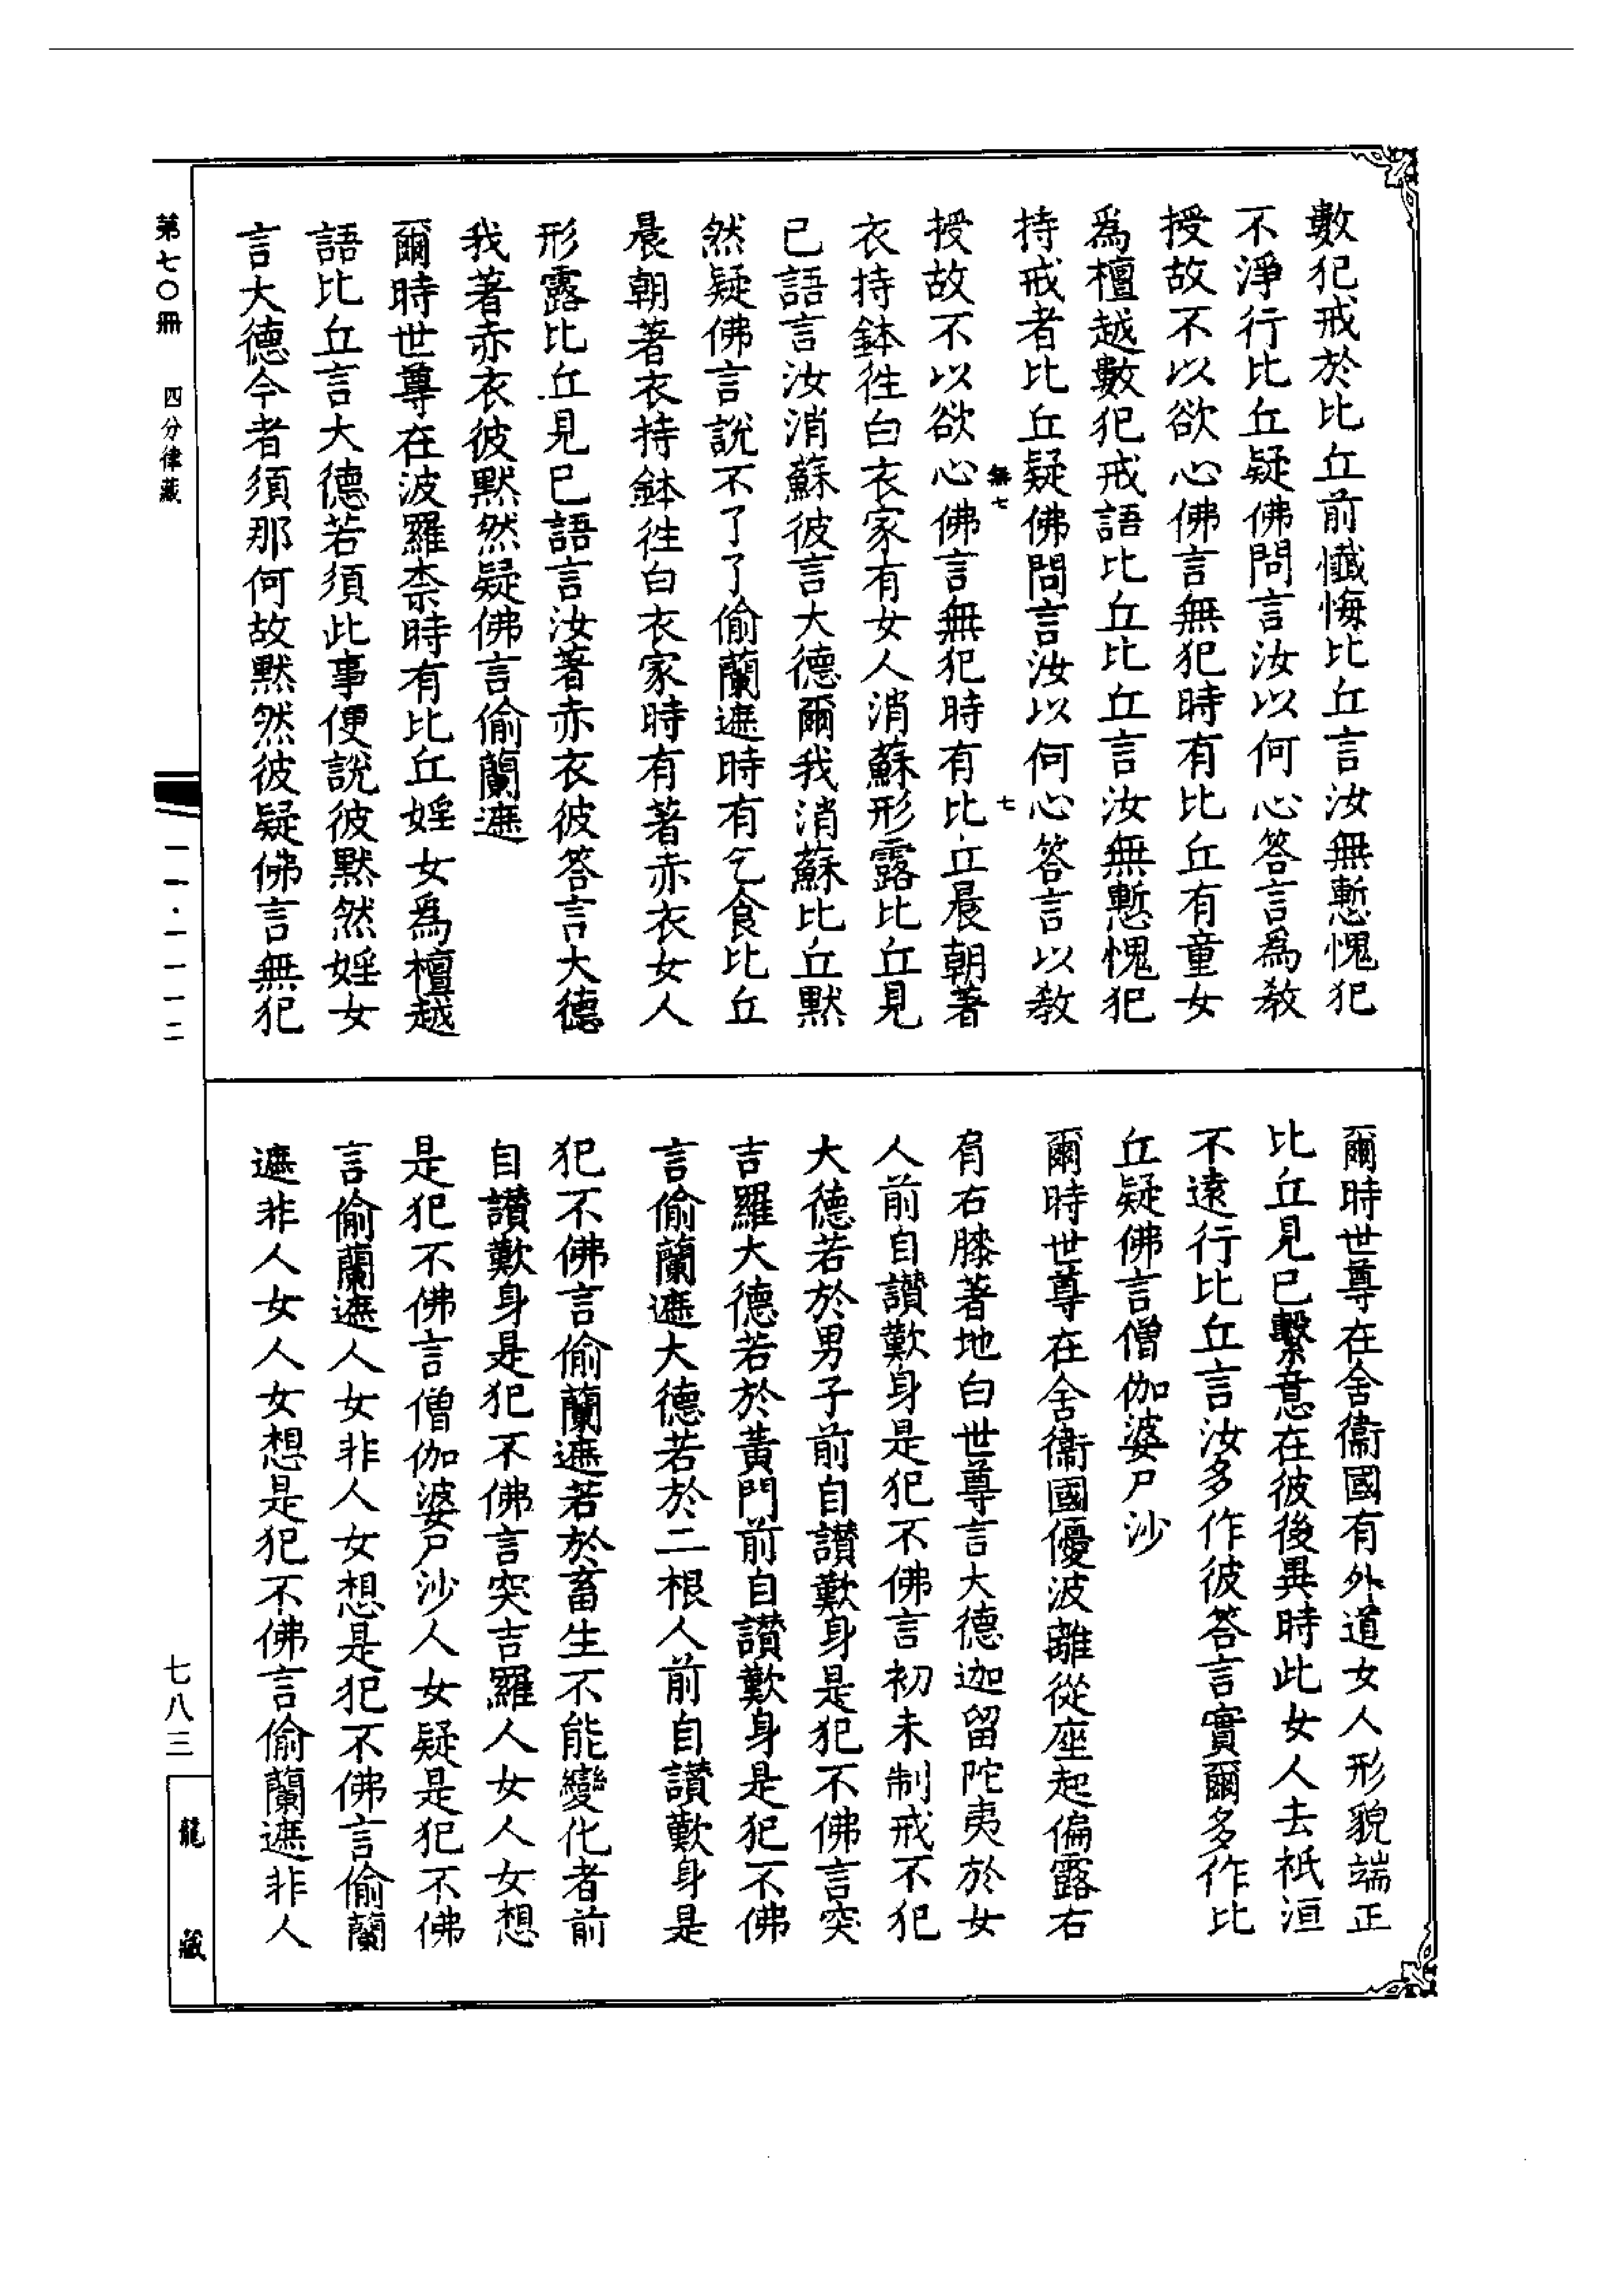 數犯戒於比丘前懺悔比丘言汝無慙愧犯
不淨行比丘疑佛問言汝以何心答言為教
授故不以欲心佛言無犯時有比丘有童女
為檀越數犯戒語比丘比丘言汝無慙愧犯
持戒者比丘疑佛問言汝以何心答言以教
無七
七
授故不以欲心佛言無犯時有比丘晨朝著
衣持鉢徃白衣家有女人消蘇形露比丘見
已語言汝消蘇彼言大德爾我消蘇比丘默
然疑佛言說不了了偷蘭遮時有乞食比丘
晨朝著衣持鉢徃白衣家時有著赤衣女人
形露比丘見已語言汝著赤衣彼答言大德
我著赤衣彼默然疑佛言偷蘭遮
爾時世尊在波羅柰時有比丘婬女為檀越
語比丘言大德若須此事便說彼默然婬女
言大德今者須那何故默然彼疑佛言無犯
爾時世尊在舍衞國有外道女人形貌端正
比丘見已繫意在彼後異時此女人去祇洹
不遠行比丘言汝多作彼答言實爾多作比
丘疑佛言僧伽婆尸沙
爾時世尊在舍衞國優波離從座起偏露右
肩右膝著地白世尊言大德迦留陀夷於女
人前自讚歎身是犯不佛言初未制戒不犯
大德若於男子前自讚歎身是犯不佛言突
吉羅大德若於黃門前自讚歎身是犯不佛
言偷蘭遮大德若於二根人前自讚歎身是
犯不佛言偷蘭遮若於畜生不能變化者前
自讚歎身是犯不佛言突吉羅人女人女想
是犯不佛言僧伽婆尸沙人女疑是犯不佛
言偷蘭遮人女非人女想是犯不佛言偷蘭
遮非人女人女想是犯不佛言偷蘭遮非人
第七〇冊 四分律藏
一一·一一一二
七八三
龍藏